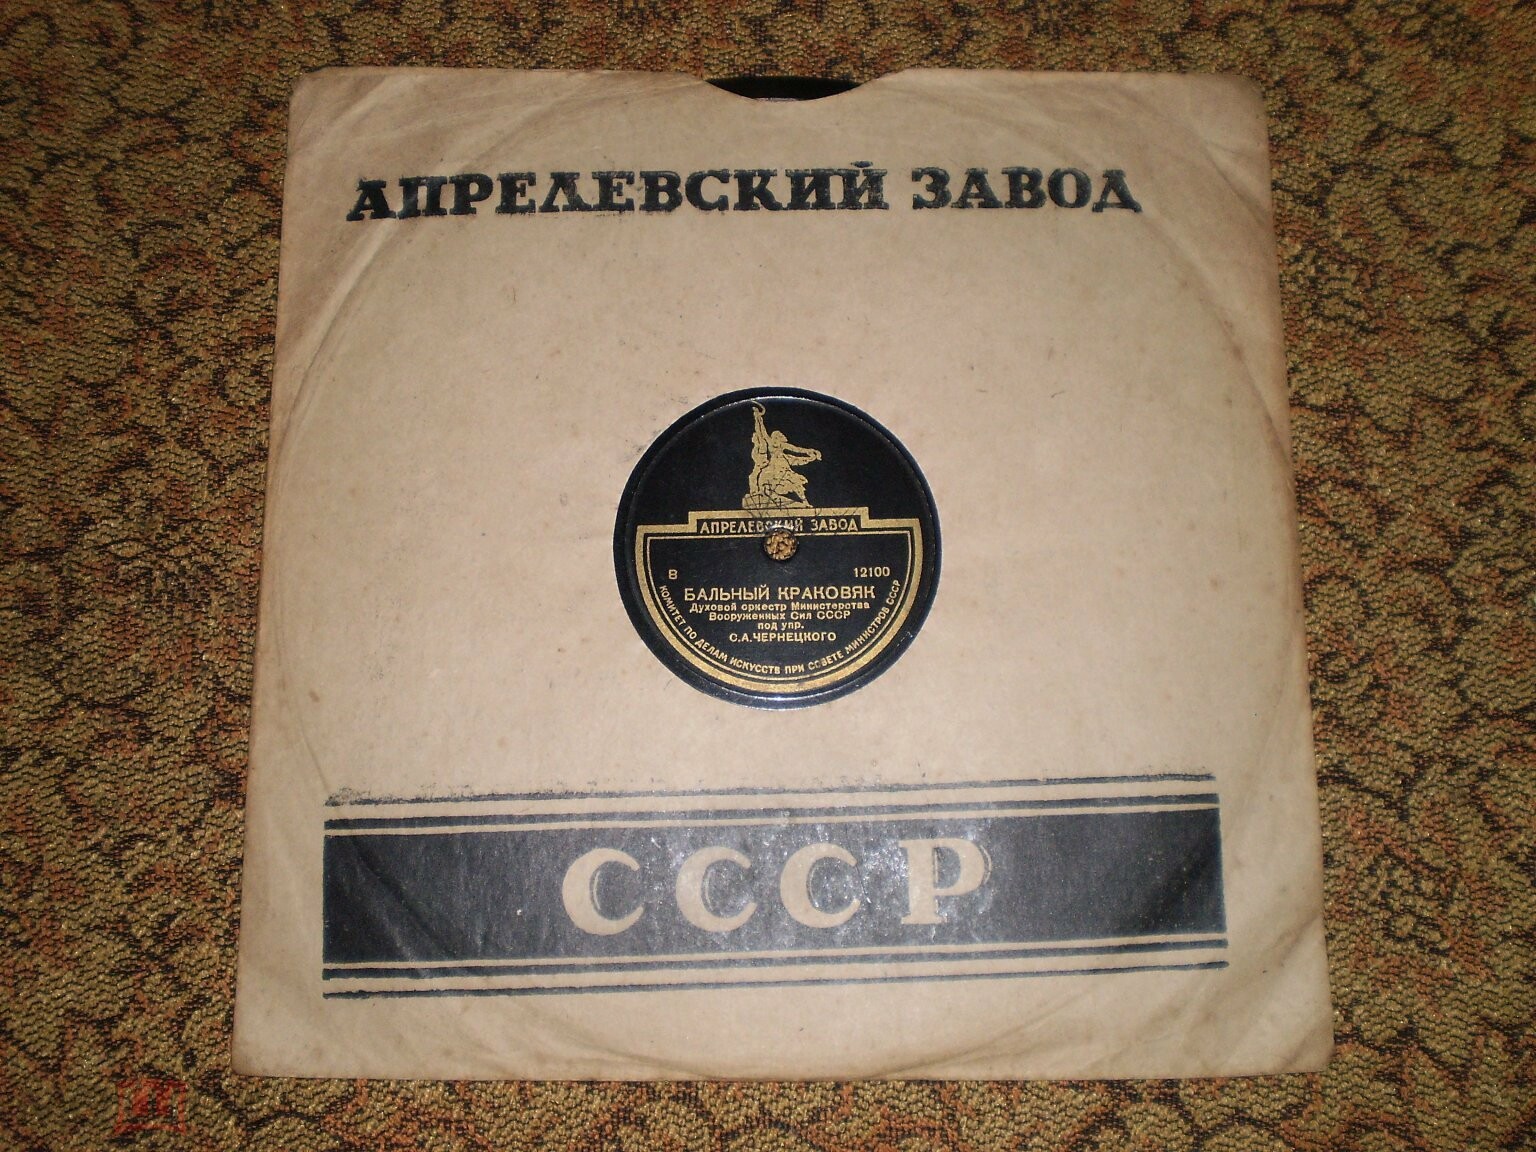 АПРЕЛЕВСКИЙ ЗАВОД
АПРЕЛЕВСКИЙ ЗАВОД
В 12100
БАЛЬНЫЙ КРАКОВЯК
Духовой оркестр Министерства
Вооруженных Сил СССР
под упр.
С.А.ЧЕРНЕЦКОГО
КОМИТЕТ ПО ДЕЛАМ ИСКУССТВ ПРИ СОВЕТЕ МИНИСТРОВ СССР
СССР